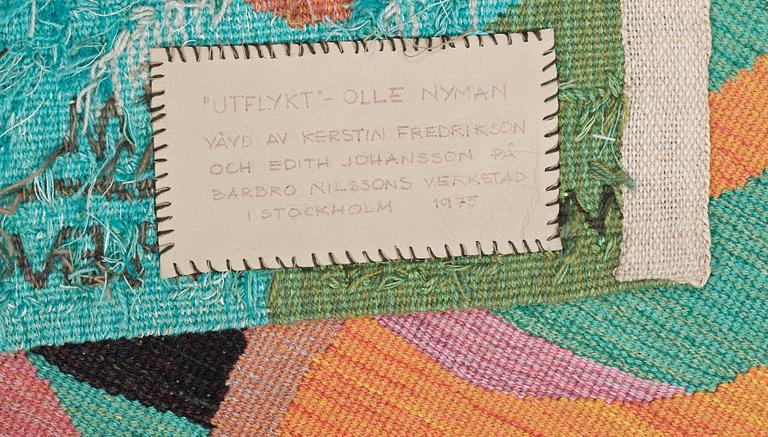 "UTFLYKT" - OLLE NYMAN
VÄVD AV KERSTIN FREDRIKSON
OCH EDITH JOHANSSON PÅ
BARBRO NILSSONS VERKSTAD
I STOCKHOLM 1975